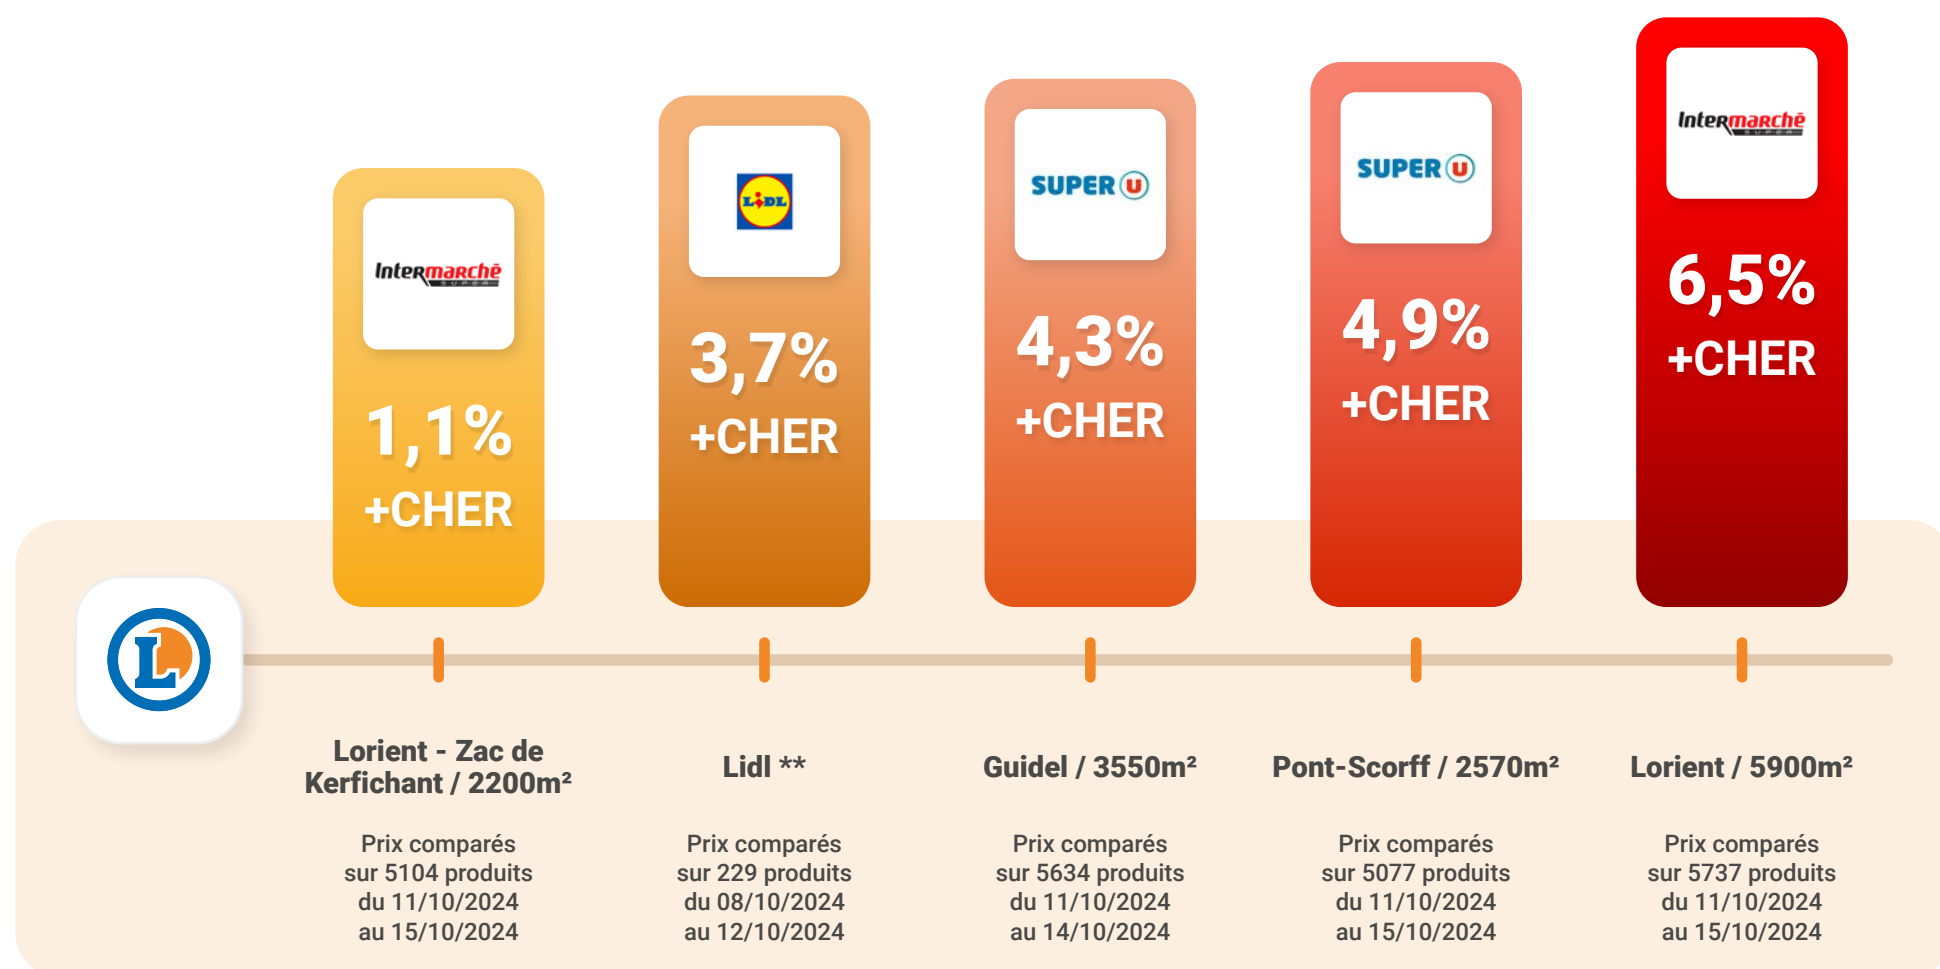 Intermarchē
SUPER
1,1%
+CHER
LiDL
3,7%
+CHER
SUPER U
4,3%
+CHER
SUPER U
4,9%
+CHER
Intermarchē
SUPER
6,5%
+CHER
L
Lorient - Zac de
Kerfichant / 2200m²
Prix comparés
sur 5104 produits
du 11/10/2024
au 15/10/2024
Lidl **
Prix comparés
sur 229 produits
du 08/10/2024
au 12/10/2024
Guidel / 3550m²
Prix comparés
sur 5634 produits
du 11/10/2024
au 14/10/2024
Pont-Scorff / 2570m²
Prix comparés
sur 5077 produits
du 11/10/2024
au 15/10/2024
Lorient / 5900m²
Prix comparés
sur 5737 produits
du 11/10/2024
au 15/10/2024